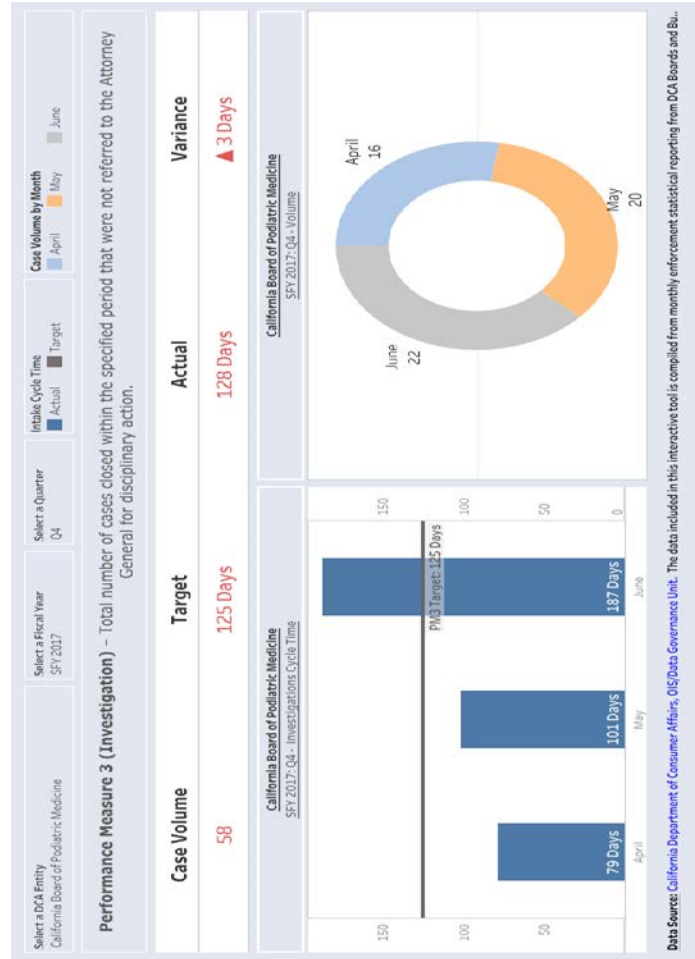 Select a DCA Entity
California Board of Podiatric Medicine
Select a Fiscal Year
SFY 2017
Select a Quarter
Q4
Intake Cycle Time
Actual
Target
Case Volume by Month
April
May
June
Performance Measure 3 (Investigation) – Total number of cases closed within the specified period that were not referred to the Attorney
General for disciplinary action.
Case Volume
Target
Actual
Variance
58
125 Days
128 Days
▲ 3 Days
California Board of Podiatric Medicine
SFY 2017: Q4 - Investigations Cycle Time
150
100
50
0
150
100
50
PM3 Target: 125 Days
79 Days
101 Days
187 Days
April
May
June
California Board of Podiatric Medicine
SFY 2017: Q4 - Volume
April
16
May
20
June
22
Data Source: California Department of Consumer Affairs, OIS/Data Governance Unit. The data included in this interactive tool is compiled from monthly enforcement statistical reporting from DCA Boards and Bu..